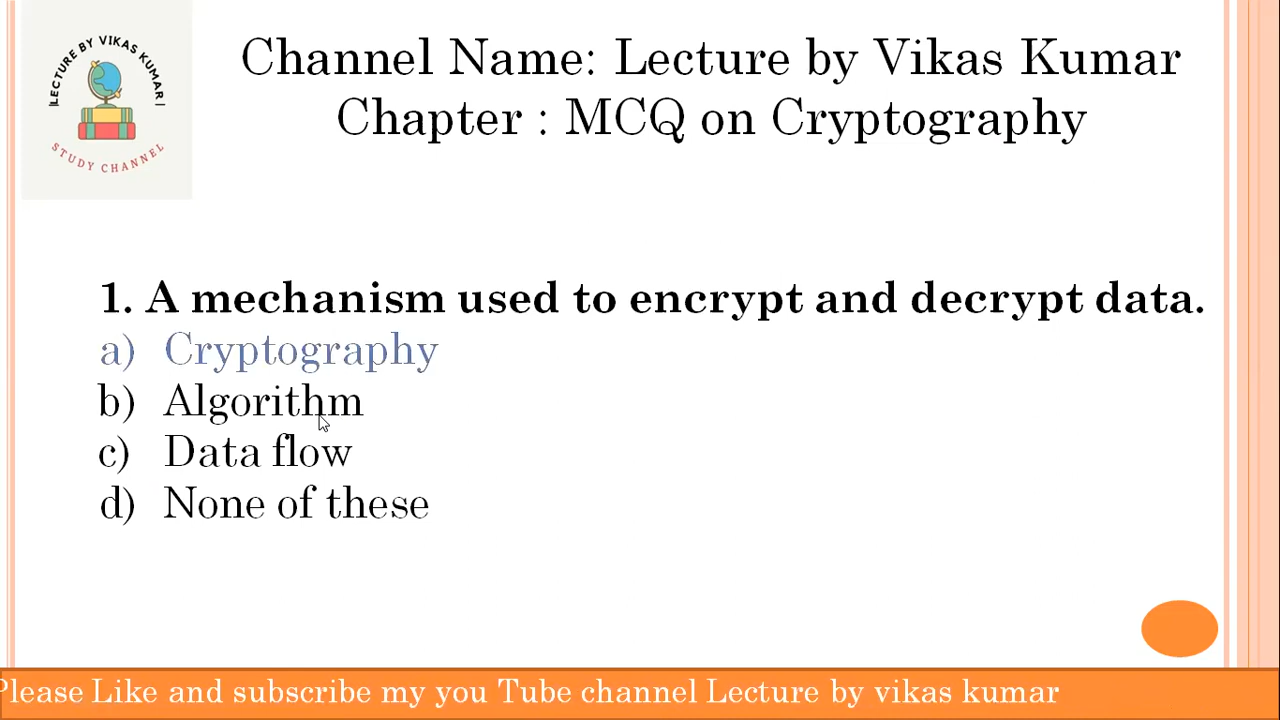 LECTURE BY VIKAS KUMAR
STUDY CHANNEL
Channel Name: Lecture by Vikas Kumar
Chapter : MCQ on Cryptography
1. A mechanism used to encrypt and decrypt data.
a) Cryptography
b) Algorithm
c) Data flow
d) None of these
Please Like and subscribe my you Tube channel Lecture by vikas kumar